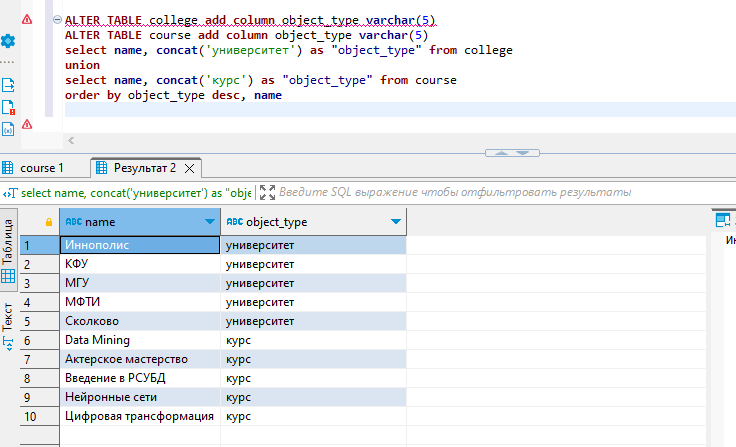 ALTER TABLE college add column object_type varchar(5)
ALTER TABLE course add column object_type varchar(5)
select name, concat('университет') as "object_type" from college
union
select name, concat('курс') as "object_type" from course
order by object_type desc, name
course 1 Результат 2
select name, concat('университет') as "obje Введите SQL выражение чтобы отфильтровать результаты
Таблица
Текст
ABC name ABC object_type
1 Иннополис университет
2 КФУ университет
3 МГУ университет
4 МФТИ университет
5 Сколково университет
6 Data Mining курс
7 Актерское мастерство курс
8 Введение в РСУБД курс
9 Нейронные сети курс
10 Цифровая трансформация курс